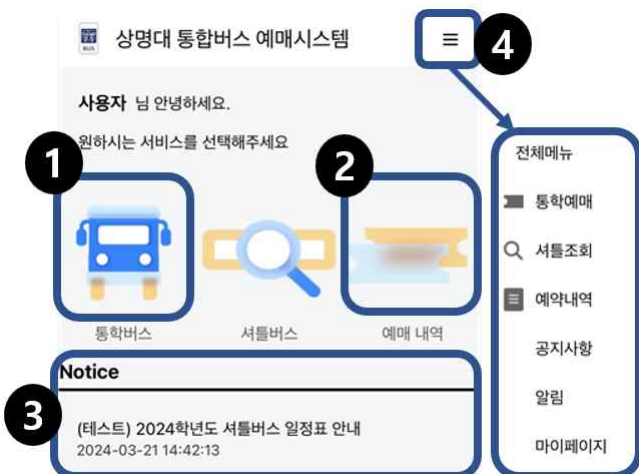 상명대 통합버스 예매시스템
4
사용자 님 안녕하세요.
원하시는 서비스를 선택해주세요
1
2
통학버스
셔틀버스
예매 내역
3
Notice
(테스트) 2024학년도 셔틀버스 일정표 안내
2024-03-21 14:42:13
전체메뉴
통학예매
셔틀조회
예약내역
공지사항
알림
마이페이지